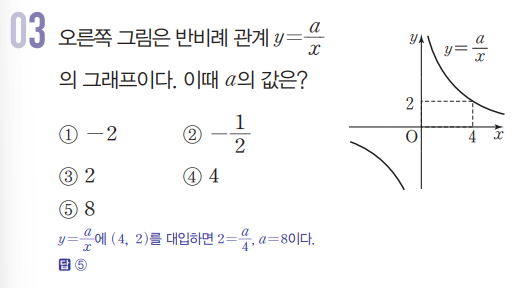 03 오른쪽 그림은 반비례 관계 y=a/x
의 그래프이다. 이때 a의 값은?
① -2 ② -1/2
③ 2 ④ 4
⑤ 8
y=a/x에 (4, 2)를 대입하면 2=a/4, a=8이다.
답 ⑤
y
y=a/x
2
O 4 x